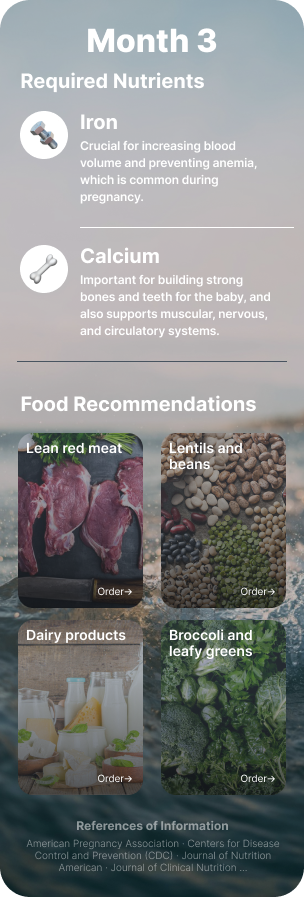 Month 3
Required Nutrients
Iron
Crucial for increasing blood
volume and preventing anemia,
which is common during
pregnancy.
Calcium
Important for building strong
bones and teeth for the baby, and
also supports muscular, nervous,
and circulatory systems.
Food Recommendations
Lean red meat
Order→
Lentils and
beans
Order→
Dairy products
Order→
Broccoli and
leafy greens
Order→
References of Information
American Pregnancy Association · Centers for Disease
Control and Prevention (CDC) · Journal of Nutrition
American · Journal of Clinical Nutrition ...